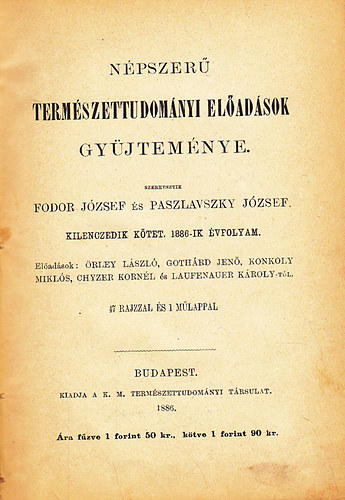 NÉPSZERŰ
TERMÉSZETTUDOMÁNYI ELŐADÁSOK
GYÜJTEMÉNYE.
SZERKESZTIK
FODOR JÓZSEF ÉS PASZLAVSZKY JÓZSEF.
KILENCZEDIK KÖTET. 1886-IK ÉVFOLYAM.
Előadások: ÖRLEY LÁSZLÓ, GOTHÁRD JENŐ, KONKOLY
MIKLÓS, CHYZER KORNÉL és LAUFENAUER KÁROLY-TÓL.
47 RAJZZAL ÉS 1 MŰLAPPAL
BUDAPEST.
KIADJA A K. M. TERMÉSZETTUDOMÁNYI TÁRSULAT.
1886.
Ára fűzve 1 forint 50 kr., kötve 1 forint 90 kr.